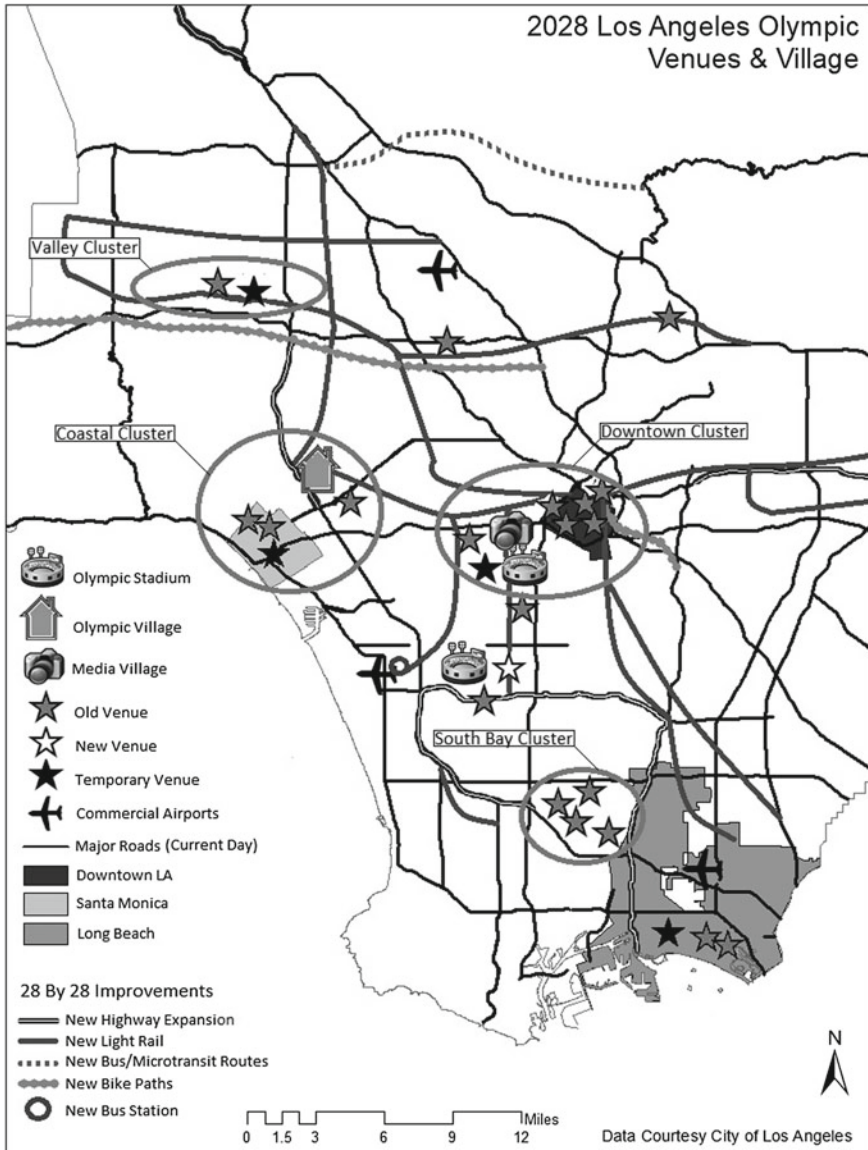 2028 Los Angeles Olympic
Venues & Village
Valley Cluster
Coastal Cluster
Downtown Cluster
South Bay Cluster
Olympic Stadium
Olympic Village
Media Village
Old Venue
New Venue
Temporary Venue
Commercial Airports
Major Roads (Current Day)
Downtown LA
Santa Monica
Long Beach
28 By 28 Improvements
New Highway Expansion
New Light Rail
New Bus/Microtransit Routes
New Bike Paths
New Bus Station
N
Miles
0 1.5 3 6 9 12
Data Courtesy City of Los Angeles